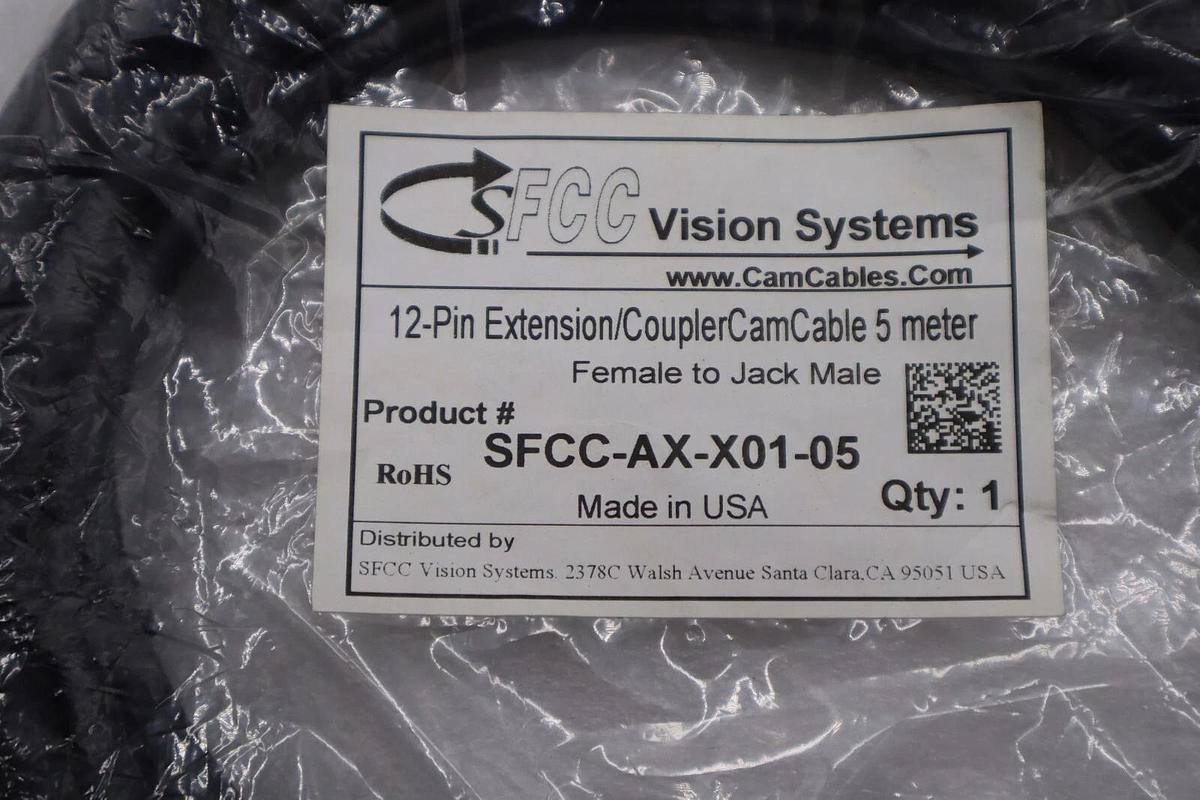 SFCC Vision Systems
www.CamCables.Com
12-Pin Extension/CouplerCamCable 5 meter
Female to Jack Male
Product #
SFCC-AX-X01-05
RoHS
Made in USA
Qty: 1
Distributed by
SFCC Vision Systems. 2378C Walsh Avenue Santa Clara.CA 95051 USA